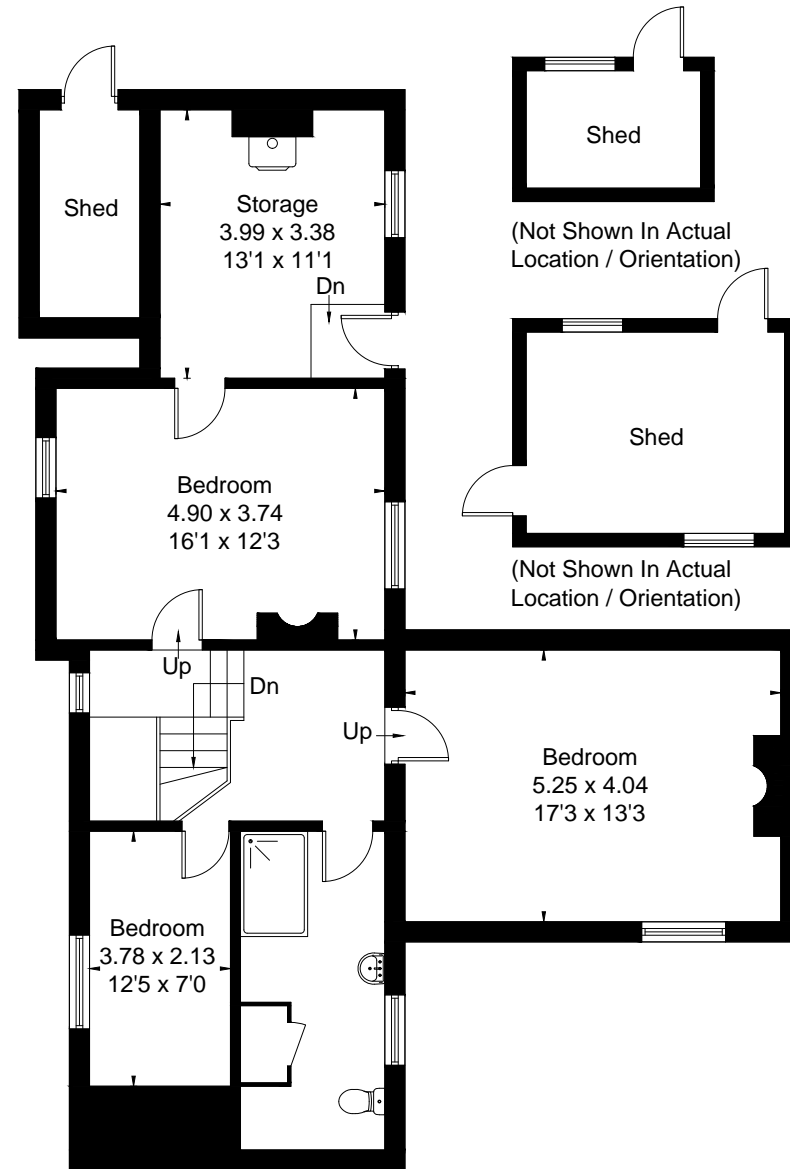 Shed
(Not Shown In Actual
Location / Orientation)
Shed
Storage
3.99 x 3.38
13'1 x 11'1
Dn
Shed
(Not Shown In Actual
Location / Orientation)
Bedroom
4.90 x 3.74
16'1 x 12'3
Up
Dn
Up
Bedroom
5.25 x 4.04
17'3 x 13'3
Bedroom
3.78 x 2.13
12'5 x 7'0